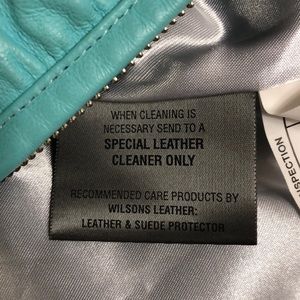 WHEN CLEANING IS
NECESSARY SEND TO A
SPECIAL LEATHER
CLEANER ONLY
RECOMMENDED CARE PRODUCTS BY
WILSONS LEATHER:
LEATHER & SUEDE PROTECTOR
INSPECTION